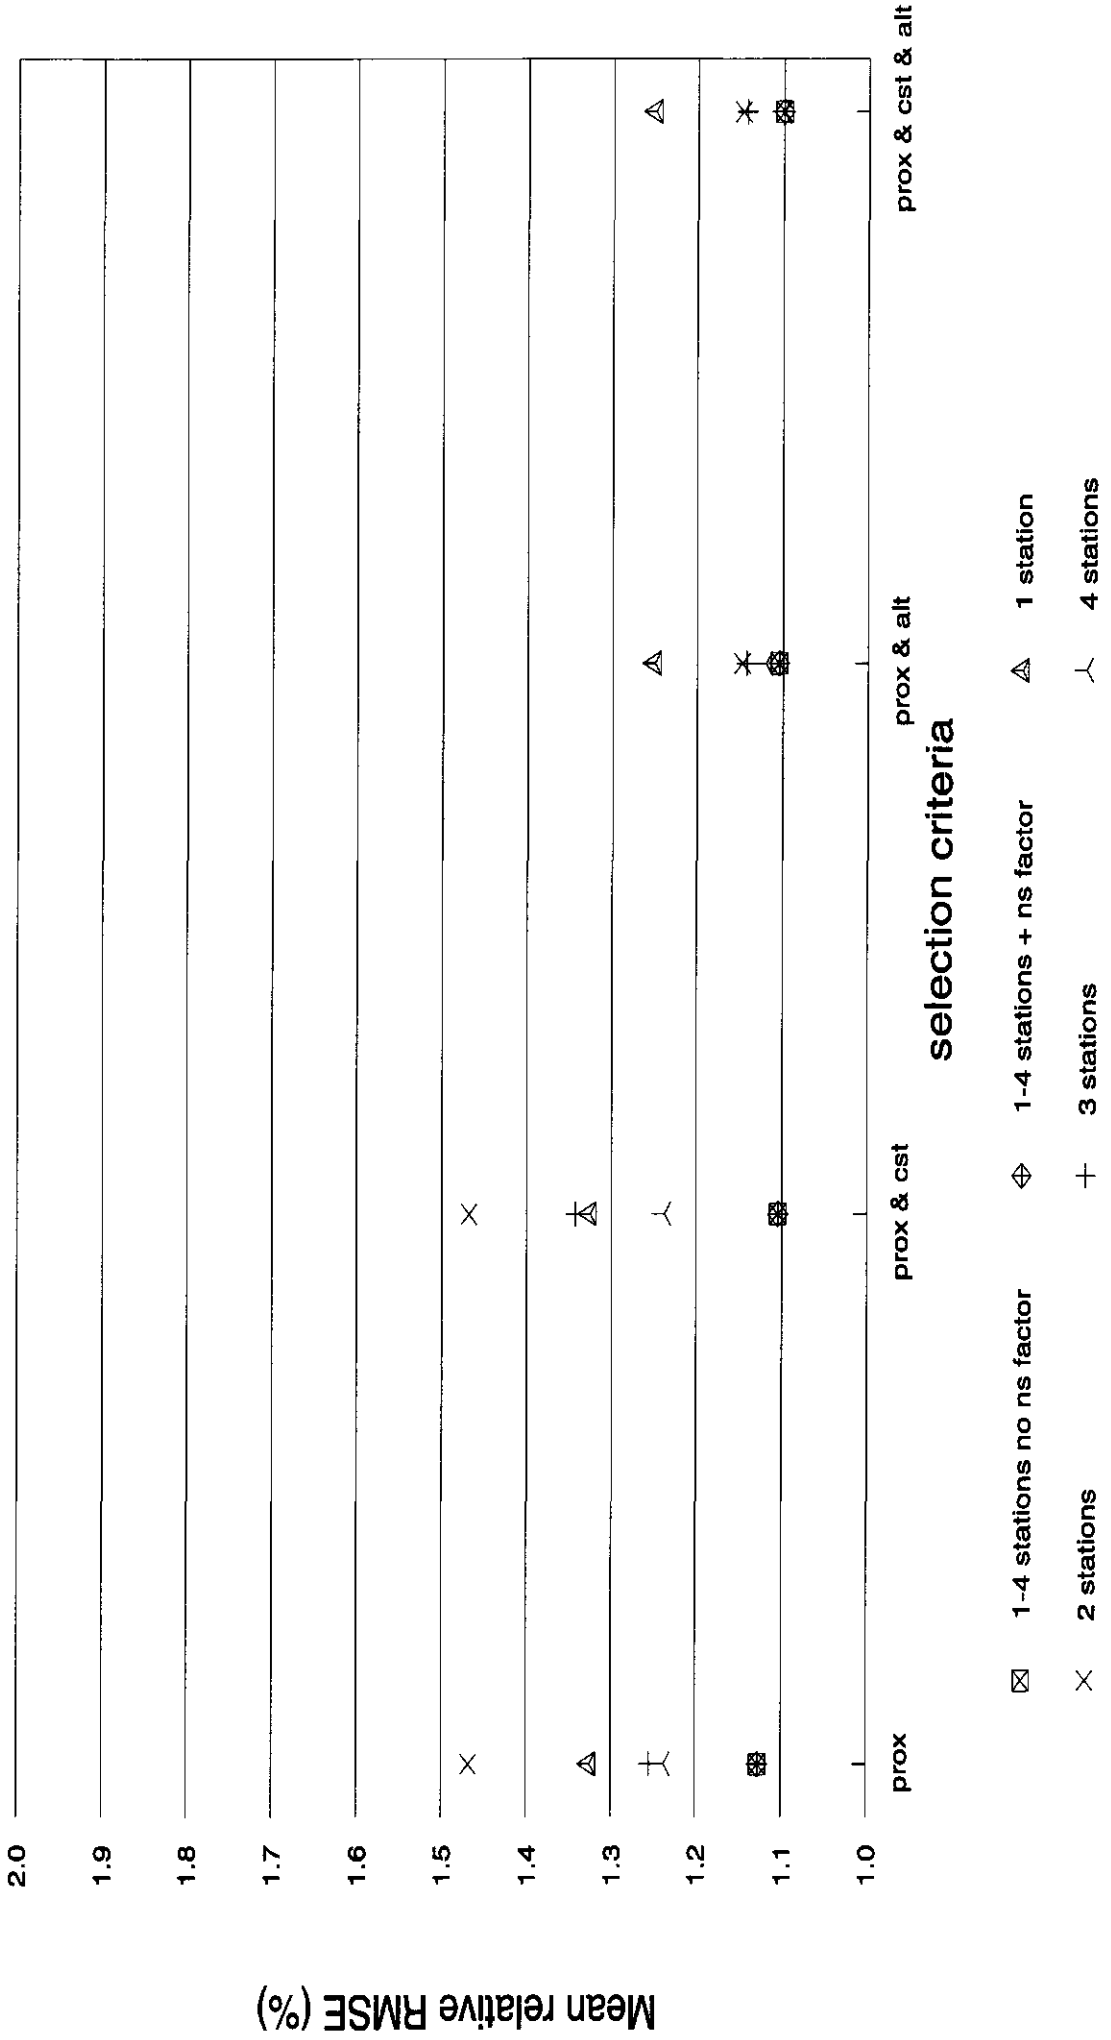 Mean relative RMSE (%)
2.0
1.9
1.8
1.7
1.6
1.5
1.4
1.3
1.2
1.1
1.0
prox
prox & cst
prox & alt
prox & cst & alt
selection criteria
1-4 stations no ns factor
1-4 stations + ns factor
1 station
2 stations
3 stations
4 stations